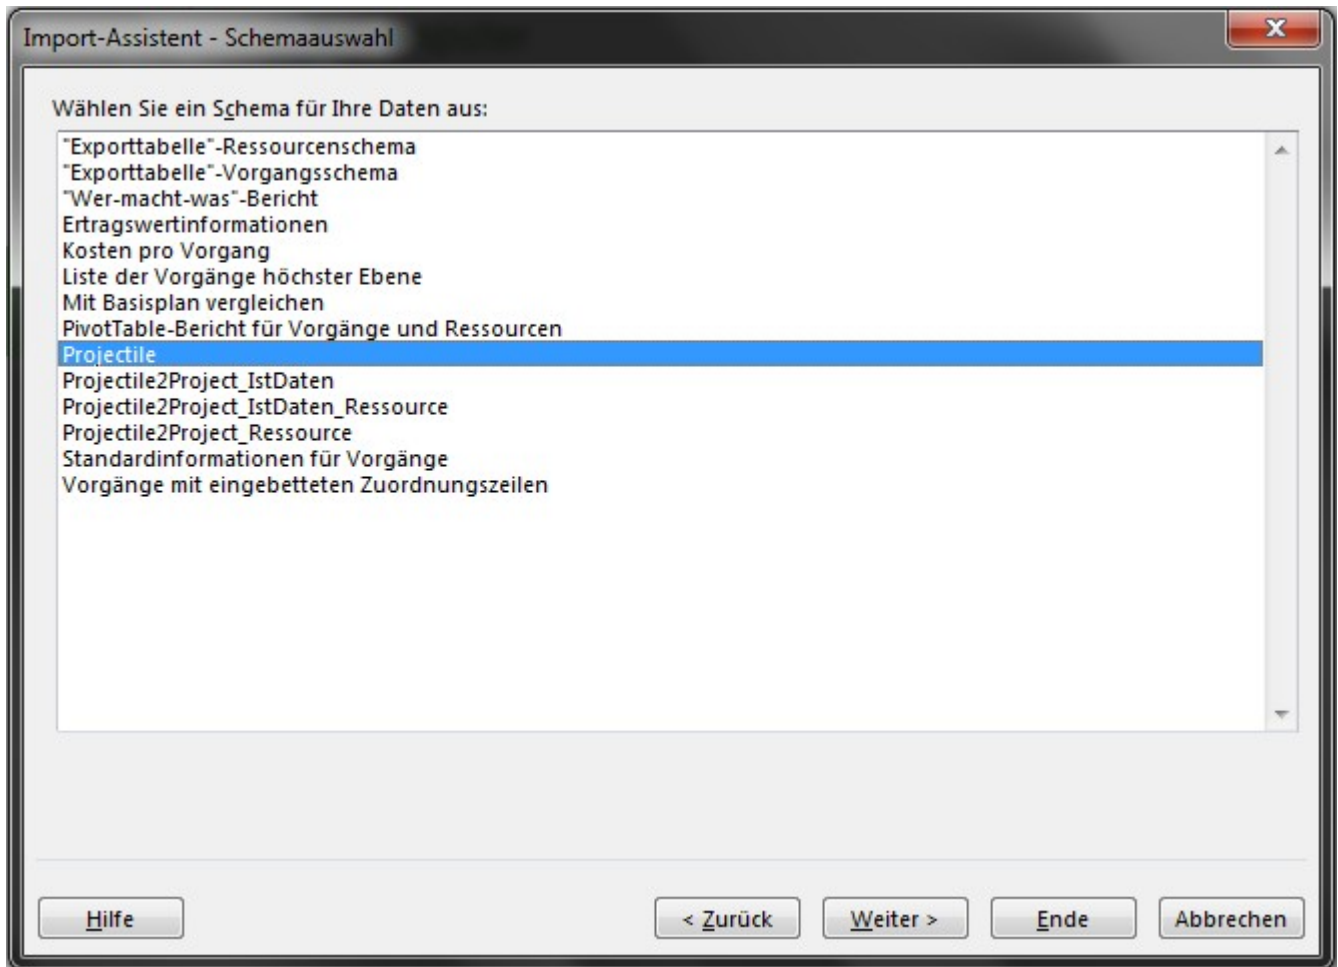 Import-Assistent - Schemaauswahl
Wählen Sie ein Schema für Ihre Daten aus:
"Exporttabelle"-Ressourcenschema
"Exporttabelle"-Vorgangsschema
"Wer-macht-was"-Bericht
Ertragswertinformationen
Kosten pro Vorgang
Liste der Vorgänge höchster Ebene
Mit Basisplan vergleichen
PivotTable-Bericht für Vorgänge und Ressourcen
Projectile
Projectile2Project_IstDaten
Projectile2Project_IstDaten_Ressource
Projectile2Project_Ressource
Standardinformationen für Vorgänge
Vorgänge mit eingebetteten Zuordnungszeilen
Hilfe < Zurück Weiter > Ende Abbrechen